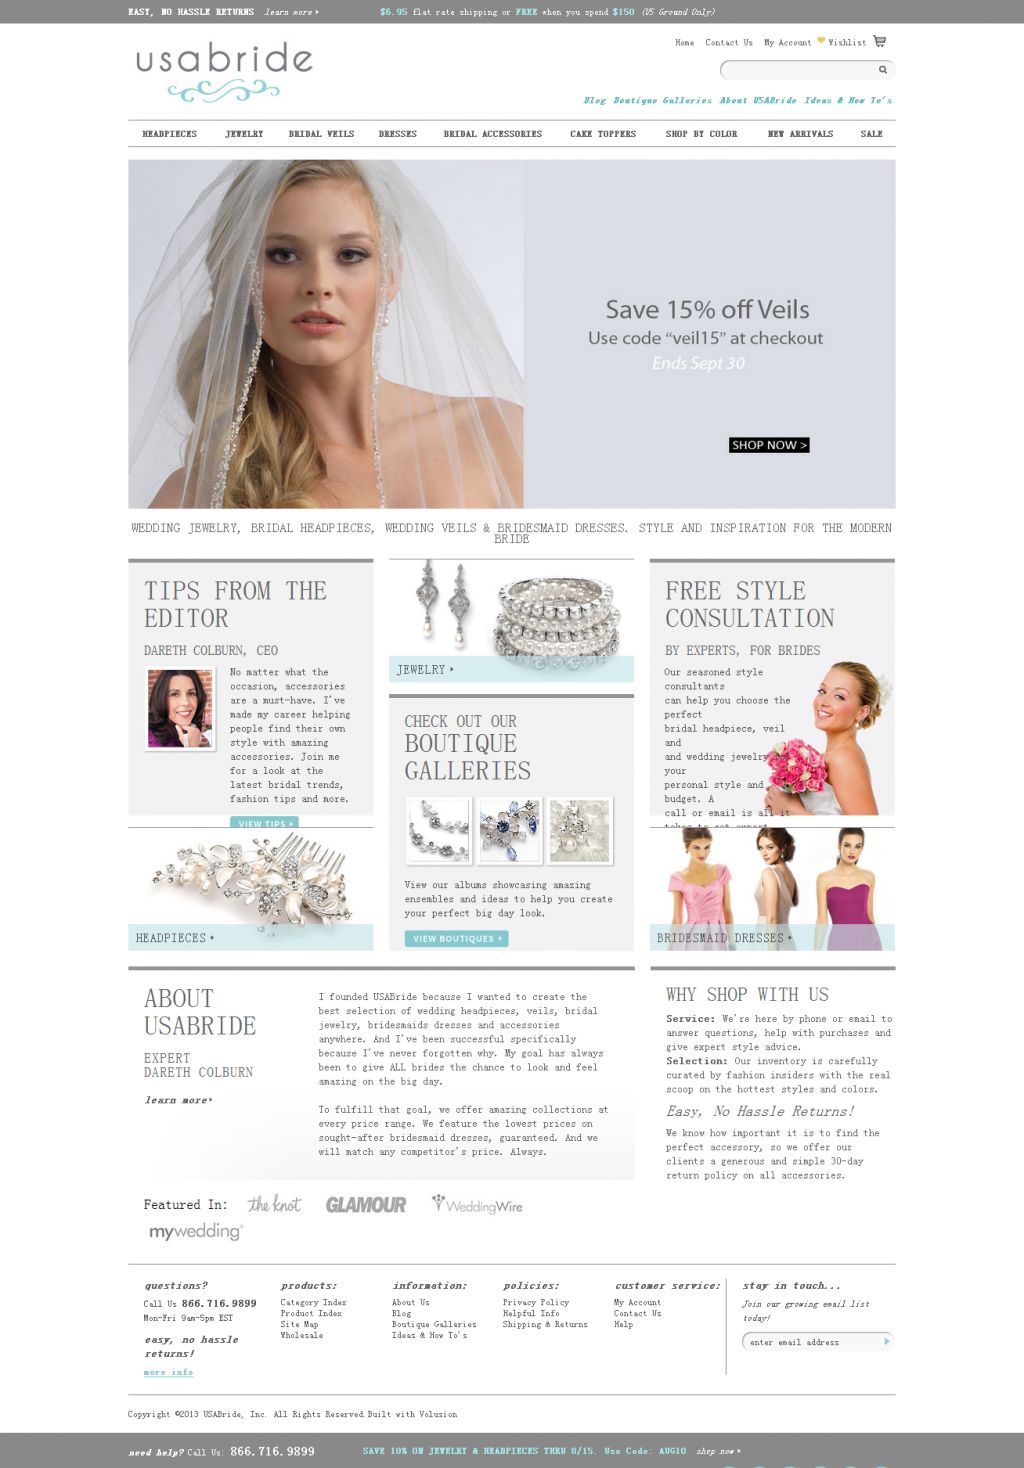 EASY, NO HASSLE RETURNS learn more
$6.95 flat rate shipping or FREE when you spend $150 (US Ground Only)
usabride
Home Contact Us My Account Wishlist
Blog Boutique Galleries About USABride Ideas & How To's
HEADPIECES JEWELRY BRIDAL VEILS DRESSES BRIDAL ACCESSORIES CAKE TOPPERS SHOP BY COLOR NEW ARRIVALS SALE
Save 15% off Veils
Use code “veil15” at checkout
Ends Sept 30
SHOP NOW >
WEDDING JEWELRY, BRIDAL HEADPIECES, WEDDING VEILS & BRIDESMAID DRESSES. STYLE AND INSPIRATION FOR THE MODERN
BRIDE
TIPS FROM THE
EDITOR
DARETH COLBURN, CEO
No matter what the
occasion, accessories
are a must-have. I've
made my career helping
people find their own
style with amazing
accessories. Join me
for a look at the
latest bridal trends,
fashion tips and more.
VIEW TIPS
HEADPIECES
JEWELRY
CHECK OUT OUR
BOUTIQUE
GALLERIES
View our albums showcasing amazing
ensembles and ideas to help you create
your perfect big day look.
VIEW BOUTIQUES
FREE STYLE
CONSULTATION
BY EXPERTS, FOR BRIDES
Our seasoned style
consultants
can help you choose the
perfect
bridal headpiece, veil
and
and wedding jewelry
your
personal style and
budget. A
call or email is all it
takes to get expert
BRIDESMAID DRESSES
ABOUT
USABRIDE
EXPERT
DARETH COLBURN
learn more
I founded USABride because I wanted to create the
best selection of wedding headpieces, veils, bridal
jewelry, bridesmaids dresses and accessories
anywhere. And I've been successful specifically
because I've never forgotten why. My goal has always
been to give ALL brides the chance to look and feel
amazing on the big day.
To fulfill that goal, we offer amazing collections at
every price range. We feature the lowest prices on
sought-after bridesmaid dresses, guaranteed. And we
will match any competitor's price. Always.
WHY SHOP WITH US
Service: We're here by phone or email to
answer questions, help with purchases and
give expert style advice.
Selection: Our inventory is carefully
curated by fashion insiders with the real
scoop on the hottest styles and colors.
Easy, No Hassle Returns!
We know how important it is to find the
perfect accessory, so we offer our
clients a generous and simple 30-day
return policy on all accessories.
Featured In: the knot GLAMOUR WeddingWire
mywedding
questions?
Call Us 866.716.9899
Mon-Fri 9am-5pm EST
easy, no hassle
returns!
more info
products:
Category Index
Product Index
Site Map
Wholesale
information:
About Us
Blog
Boutique Galleries
Ideas & How To's
policies:
Privacy Policy
Helpful Info
Shipping & Returns
customer service:
My Account
Contact Us
Help
stay in touch...
Join our growing email list
today!
enter email address
Copyright ©2013 USABride, Inc. All Rights Reserved.Built with Volusion
need help? Call Us: 866.716.9899
SAVE 10% ON JEWELRY & HEADPIECES THRU 8/15. Use Code: AUG10 shop now